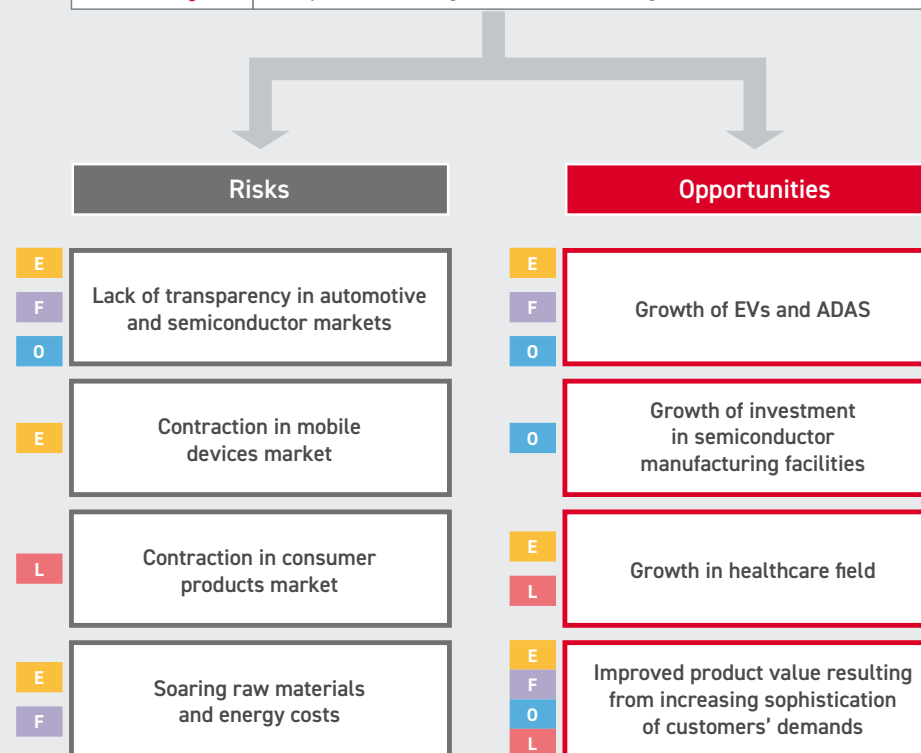 Risks
Opportunities
E
F
O
Lack of transparency in automotive
and semiconductor markets
E
F
O
Growth of EVs and ADAS
E
Contraction in mobile
devices market
O
Growth of investment
in semiconductor
manufacturing facilities
L
Contraction in consumer
products market
E
L
Growth in healthcare field
E
F
Soaring raw materials
and energy costs
E
F
O
L
Improved product value resulting
from increasing sophistication
of customers’ demands